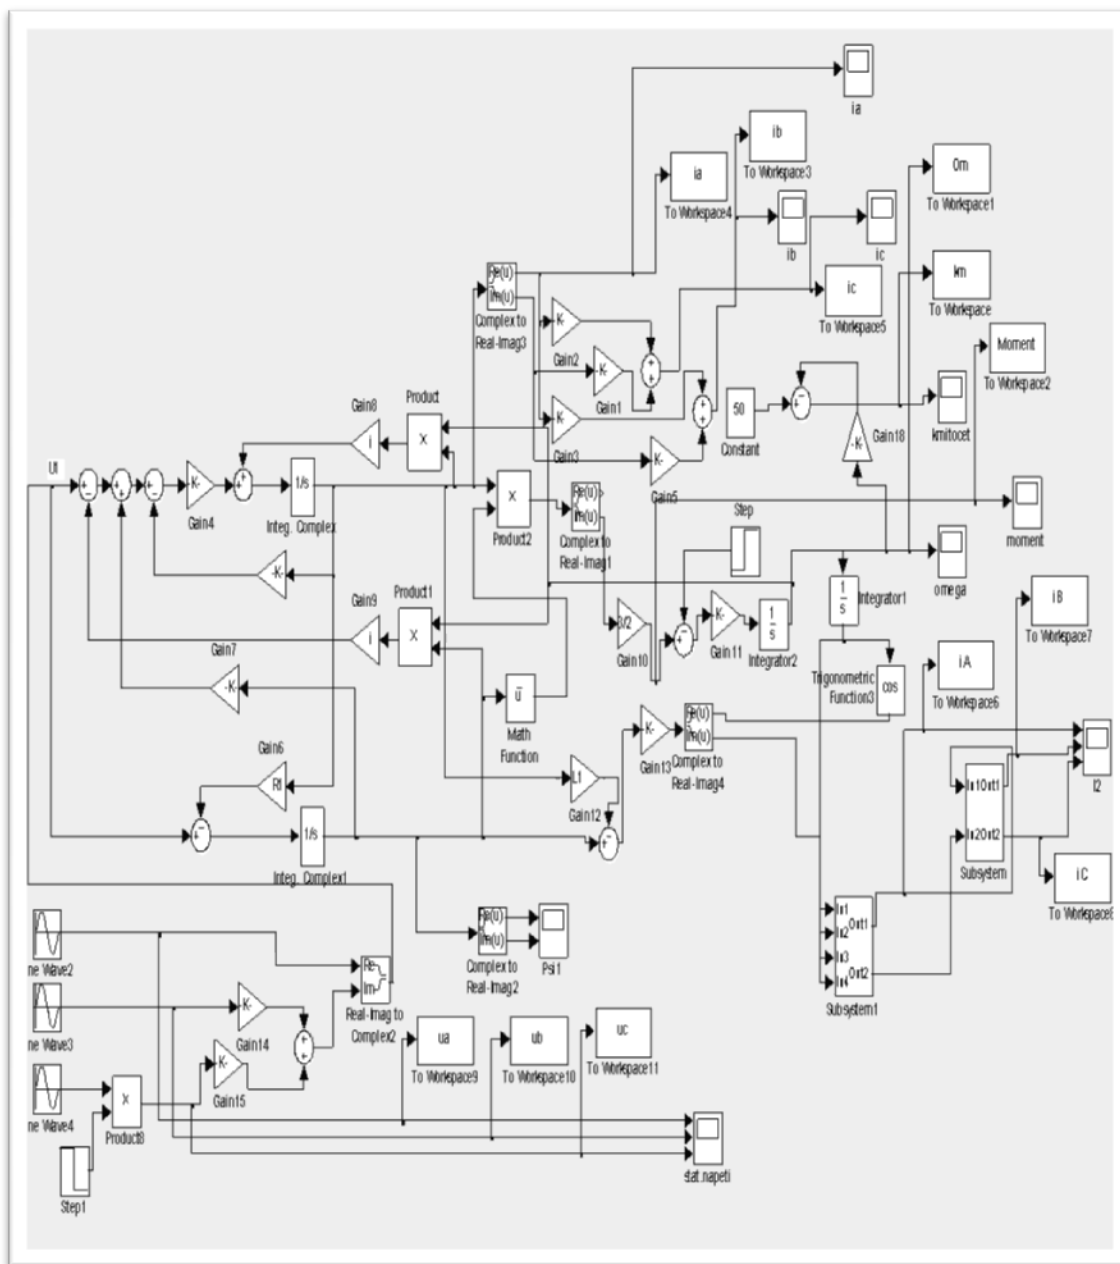 ia
ib
To Workspace3
ia
To Workspace4
Om
To Workspace1
ib
ic
km
To Workspace
Re(u)
Im(u)
Complex to
Real-Imag3
ic
To Workspace5
K-
Gain2
-K-
Gain1
Moment
To Workspace2
Product
X
Gain8
i
K-
Gain3
50
Constant
-K-
Gain18
kmitocet
U1
K-
Gain4
1/s
Integ. Complex
K-
Gain5
X
Product2
Re(u)
Im(u)
Complex to
Real-Imag1
Step
moment
-K-
Product1
X
Gain9
i
omega
1
s
Integrator1
iB
To Workspace7
3/2
Gain10
K-
Gain11
1
s
Integrator2
Gain7
-K-
u
Math
Function
Trigonometric
Function3
cos
iA
To Workspace6
K-
Gain13
Re(u)
Im(u)
Complex to
Real-Imag4
Gain6
R1
L1
Gain12
I2
In1Out1
In2Out2
Subsystem
1/s
Integ. Complex1
iC
To Workspace8
ne Wave2
Re(u)
Im(u)
Complex to
Real-Imag2
Psi1
In1
In2
In3
In4
Out1
Out2
Subsystem1
Re
Im
Real-Imag to
Complex2
ne Wave3
K-
Gain14
K-
Gain15
ua
To Workspace9
ub
To Workspace10
uc
To Workspace11
ne Wave4
X
Product8
Step1
stat.napeti